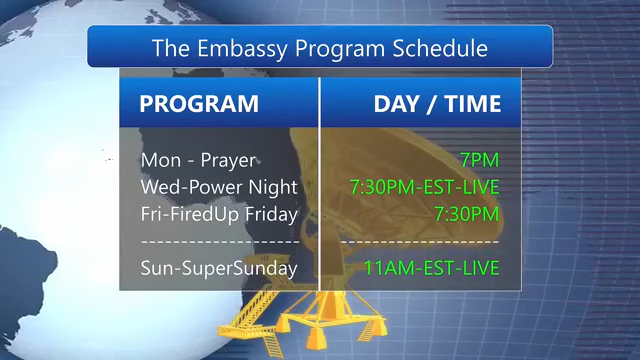 The Embassy Program Schedule
PROGRAM DAY / TIME
Mon - Prayer 7PM
Wed-Power Night 7:30PM-EST-LIVE
Fri-FiredUp Friday 7:30PM
-------------------- --------------------
Sun-SuperSunday 11AM-EST-LIVE